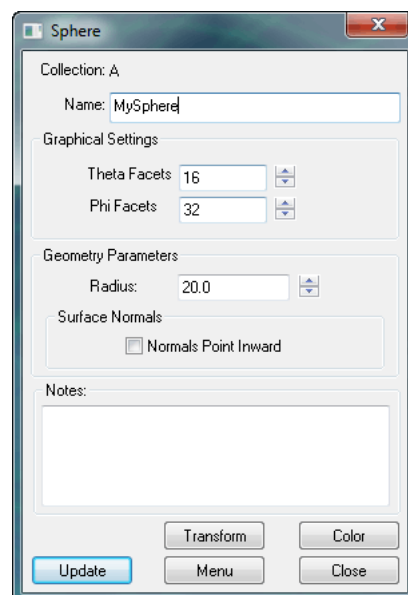 Sphere
Collection: A
Name: MySphere
Graphical Settings
Theta Facets 16
Phi Facets 32
Geometry Parameters
Radius: 20.0
Surface Normals
Normals Point Inward
Notes:
Transform Color
Update Menu Close